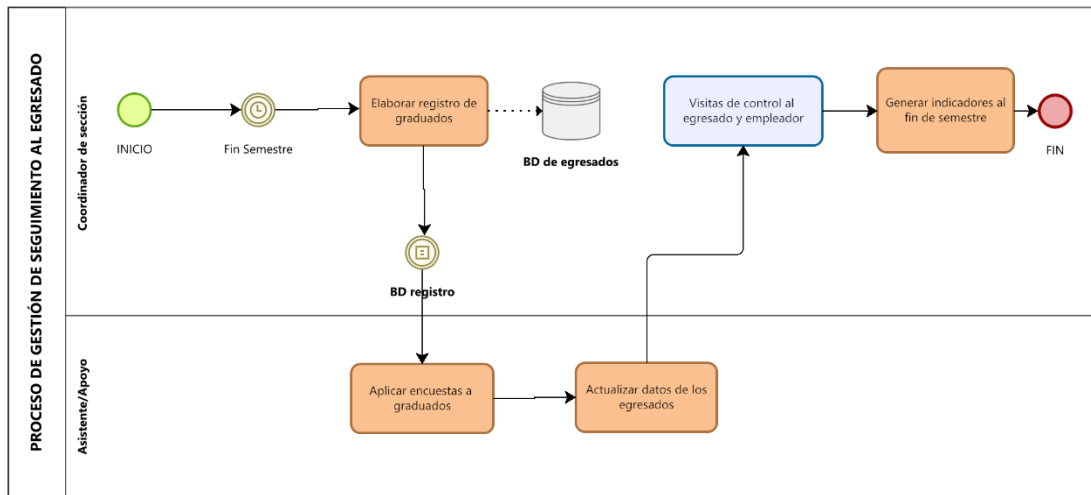 PROCESO DE GESTIÓN DE SEGUIMIENTO AL EGRESADO
Coordinador de sección
INICIO
Fin Semestre
Elaborar registro de
graduados
BD de egresados
Visitas de control al
egresado y empleador
Generar indicadores al
fin de semestre
FIN
BD registro
Asistente/Apoyo
Aplicar encuestas a
graduados
Actualizar datos de los
egresados